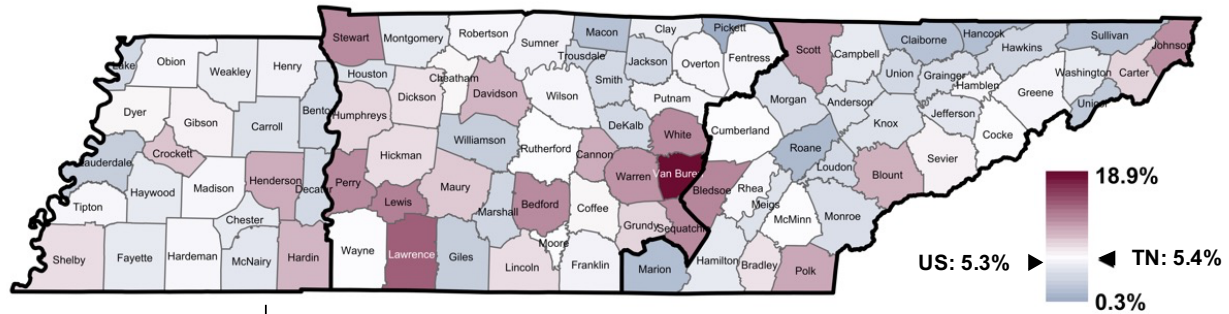 Stewart
Montgomery
Robertson
Sumner
Macon
Clay
Pickett
Scott
Campbell
Claiborne
Hancock
Hawkins
Sullivan
Johnson
Lake
Obion
Weakley
Henry
Houston
Cheatham
Trousdale
Smith
Jackson
Overton
Fentress
Union
Grainger
Hamblen
Greene
Washington
Carter
Unicoi
Dyer
Gibson
Carroll
Benton
Humphreys
Dickson
Davidson
Wilson
Putnam
Morgan
Anderson
Knox
Jefferson
Cocke
Lauderdale
Crockett
Haywood
Madison
Henderson
Decatur
Perry
Hickman
Williamson
Rutherford
DeKalb
Cannon
White
Warren
Van Bure
Cumberland
Roane
Loudon
Blount
Sevier
Tipton
Chester
Lewis
Maury
Marshall
Bedford
Coffee
Grundy
Sequatchie
Bledsoe
Rhea
Meigs
McMinn
Monroe
Shelby
Fayette
Hardeman
McNairy
Hardin
Wayne
Lawrence
Giles
Lincoln
Moore
Franklin
Marion
Hamilton
Bradley
Polk
18.9%
US: 5.3%
TN: 5.4%
0.3%